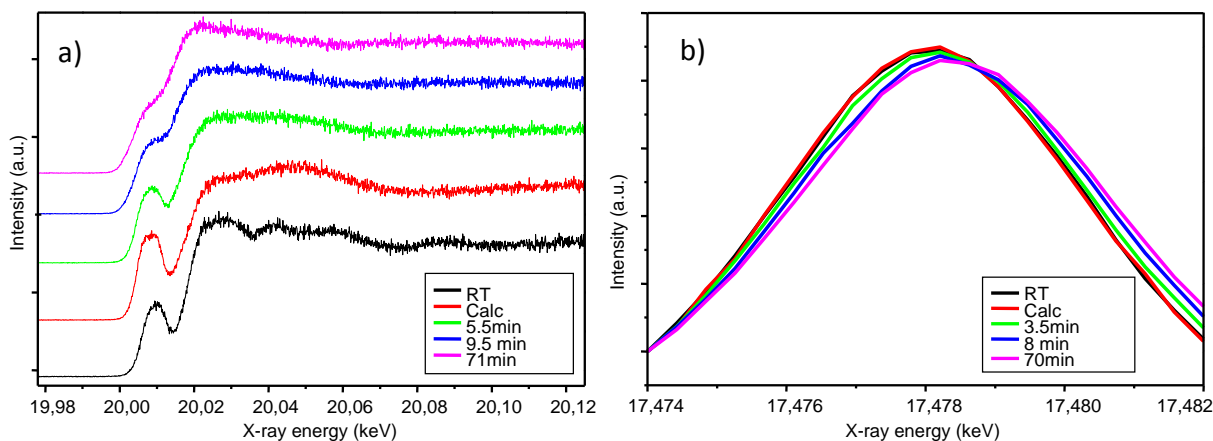 a)
Intensity (a.u.)
RT
Calc
5.5min
9.5 min
71min
19,98 20,00 20,02 20,04 20,06 20,08 20,10 20,12
X-ray energy (keV)
b)
Intensity (a.u.)
RT
Calc
3.5min
8 min
70min
17,474 17,476 17,478 17,480 17,482
X-ray energy (keV)